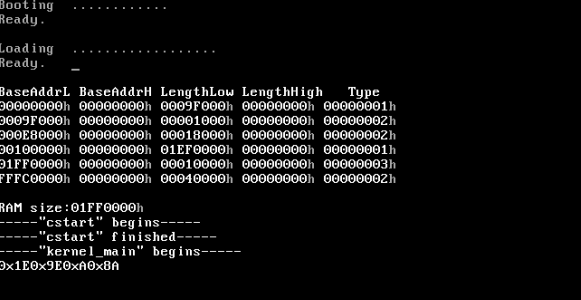 Booting  ............
Ready.
Loading  ..................
Ready.   _
BaseAddrL BaseAddrH LengthLow LengthHigh   Type
00000000h 00000000h 0009F000h 00000000h 00000001h
0009F000h 00000000h 00001000h 00000000h 00000002h
000E8000h 00000000h 00018000h 00000000h 00000002h
00100000h 00000000h 01EF0000h 00000000h 00000001h
01FF0000h 00000000h 00010000h 00000000h 00000003h
FFFC0000h 00000000h 00040000h 00000000h 00000002h
RAM size:01FF0000h
-----"cstart" begins-----
-----"cstart" finished-----
-----"kernel_main" begins-----
0x1E0x9E0xA0x8A